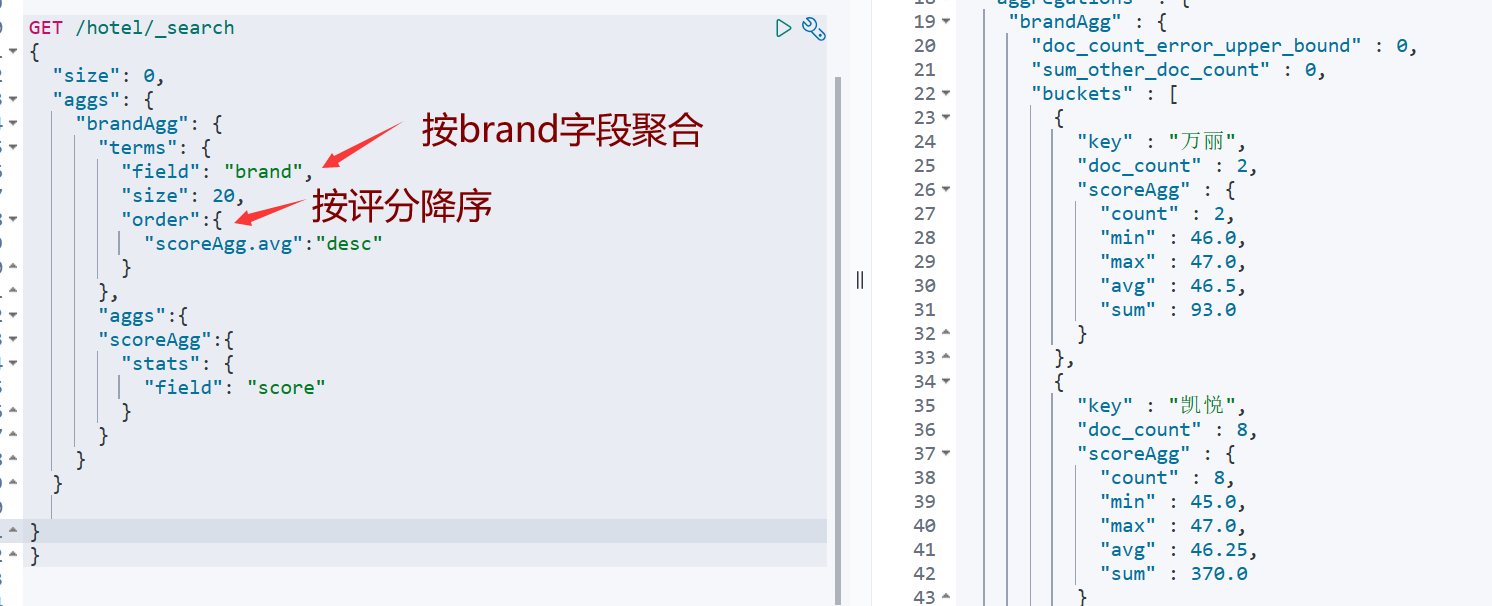 GET /hotel/_search
{
"size": 0,
"aggs": {
"brandAgg": {
"terms": {
"field": "brand",
"size": 20,
"order":{
"scoreAgg.avg":"desc"
}
},
"aggs":{
"scoreAgg":{
"stats": {
"field": "score"
}
}
}
}
}
}
按brand字段聚合
按评分降序
19 "brandAgg" : {
20 "doc_count_error_upper_bound" : 0,
21 "sum_other_doc_count" : 0,
22 "buckets" : [
23 {
24 "key" : "万丽",
25 "doc_count" : 2,
26 "scoreAgg" : {
27 "count" : 2,
28 "min" : 46.0,
29 "max" : 47.0,
30 "avg" : 46.5,
31 "sum" : 93.0
32 }
33 },
34 {
35 "key" : "凯悦",
36 "doc_count" : 8,
37 "scoreAgg" : {
38 "count" : 8,
39 "min" : 45.0,
40 "max" : 47.0,
41 "avg" : 46.25,
42 "sum" : 370.0
43 }